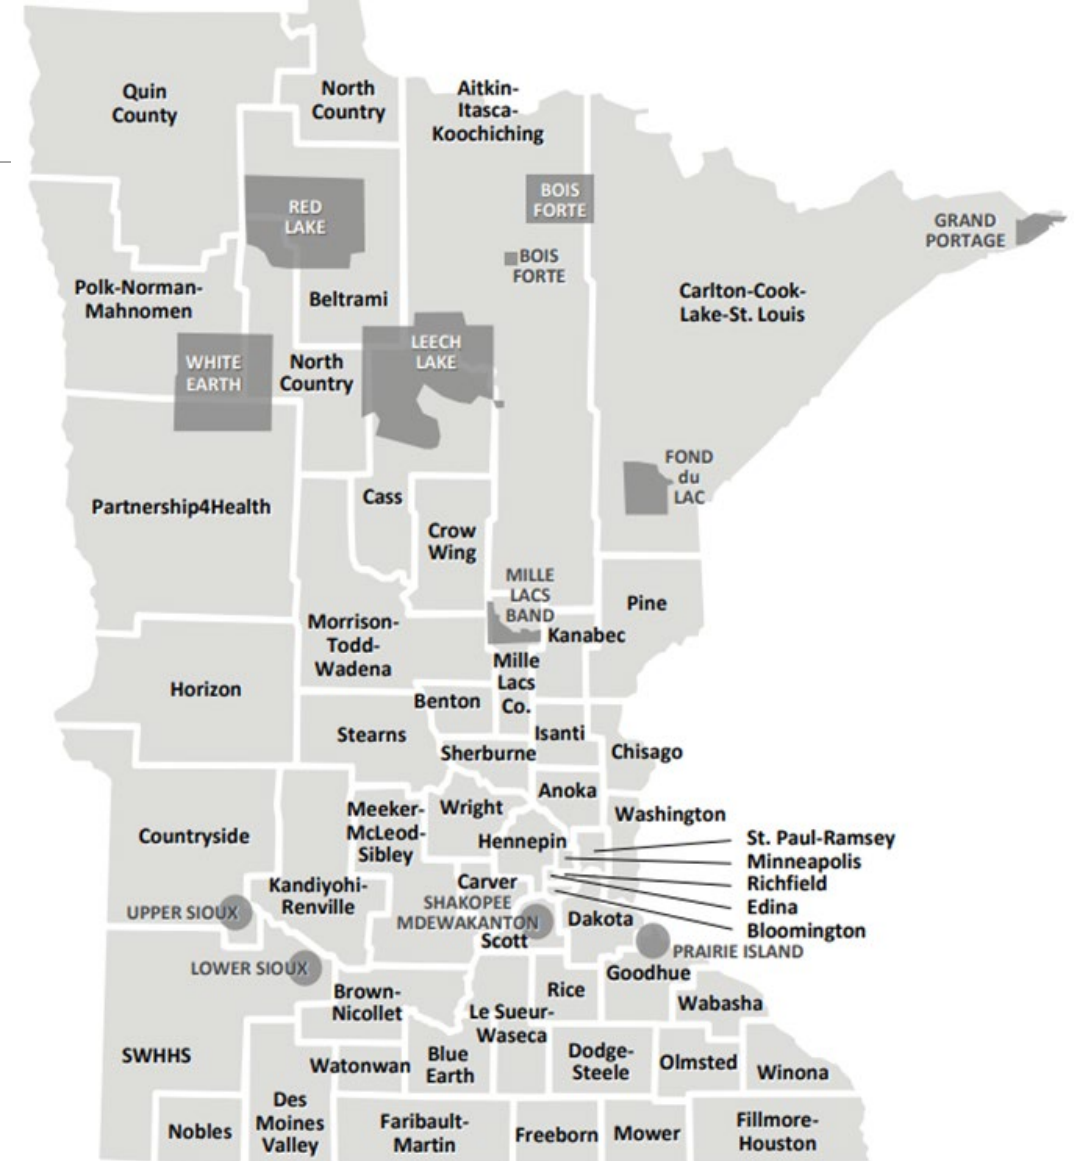 Quin
County
North
Country
Aitkin-
Itasca-
Koochiching
RED
LAKE
BOIS
FORTE
BOIS
FORTE
GRAND
PORTAGE
Polk-Norman-
Mahnomen
Beltrami
Carlton-Cook-
Lake-St. Louis
WHITE
EARTH
North
Country
LEECH
LAKE
FOND
du
LAC
Partnership4Health
Cass
Crow
Wing
MILLE
LACS
BAND
Pine
Kanabec
Morrison-
Todd-
Wadena
Mille
Lacs
Co.
Horizon
Benton
Stearns
Isanti
Sherburne
Chisago
Anoka
Meeker-
McLeod-
Sibley
Wright
Washington
Countryside
Hennepin
St. Paul-Ramsey
Minneapolis
Richfield
Edina
Bloomington
Kandiyohi-
Renville
Carver
SHAKOPEE
MDEWAKANTON
Scott
Dakota
UPPER SIOUX
PRAIRIE ISLAND
LOWER SIOUX
Goodhue
Brown-
Nicollet
Rice
Wabasha
Le Sueur-
Waseca
SWHHS
Watonwan
Blue
Earth
Dodge-
Steele
Olmsted
Winona
Nobles
Des
Moines
Valley
Faribault-
Martin
Freeborn
Mower
Fillmore-
Houston